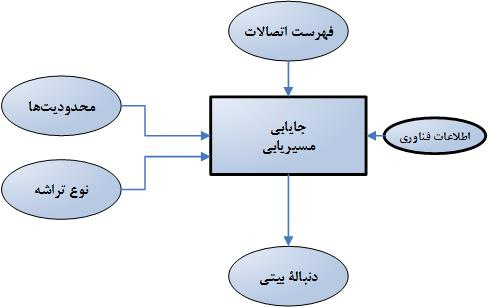 فهرست اتصالات
محدودیت‌ها
جایابی
مسیریابی
اطلاعات فناوری
نوع تراشه
دنبالهٔ بیتی